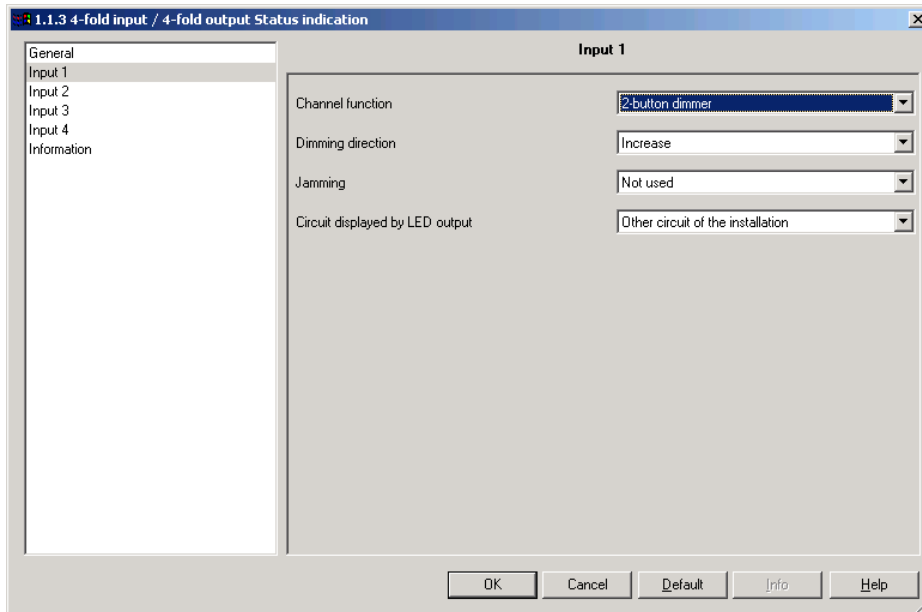 1.1.3 4-fold input / 4-fold output Status indication
General
Input 1
Input 2
Input 3
Input 4
Information
Input 1
Channel function 2-button dimmer
Dimming direction Increase
Jamming Not used
Circuit displayed by LED output Other circuit of the installation
OK Cancel Default Info Help